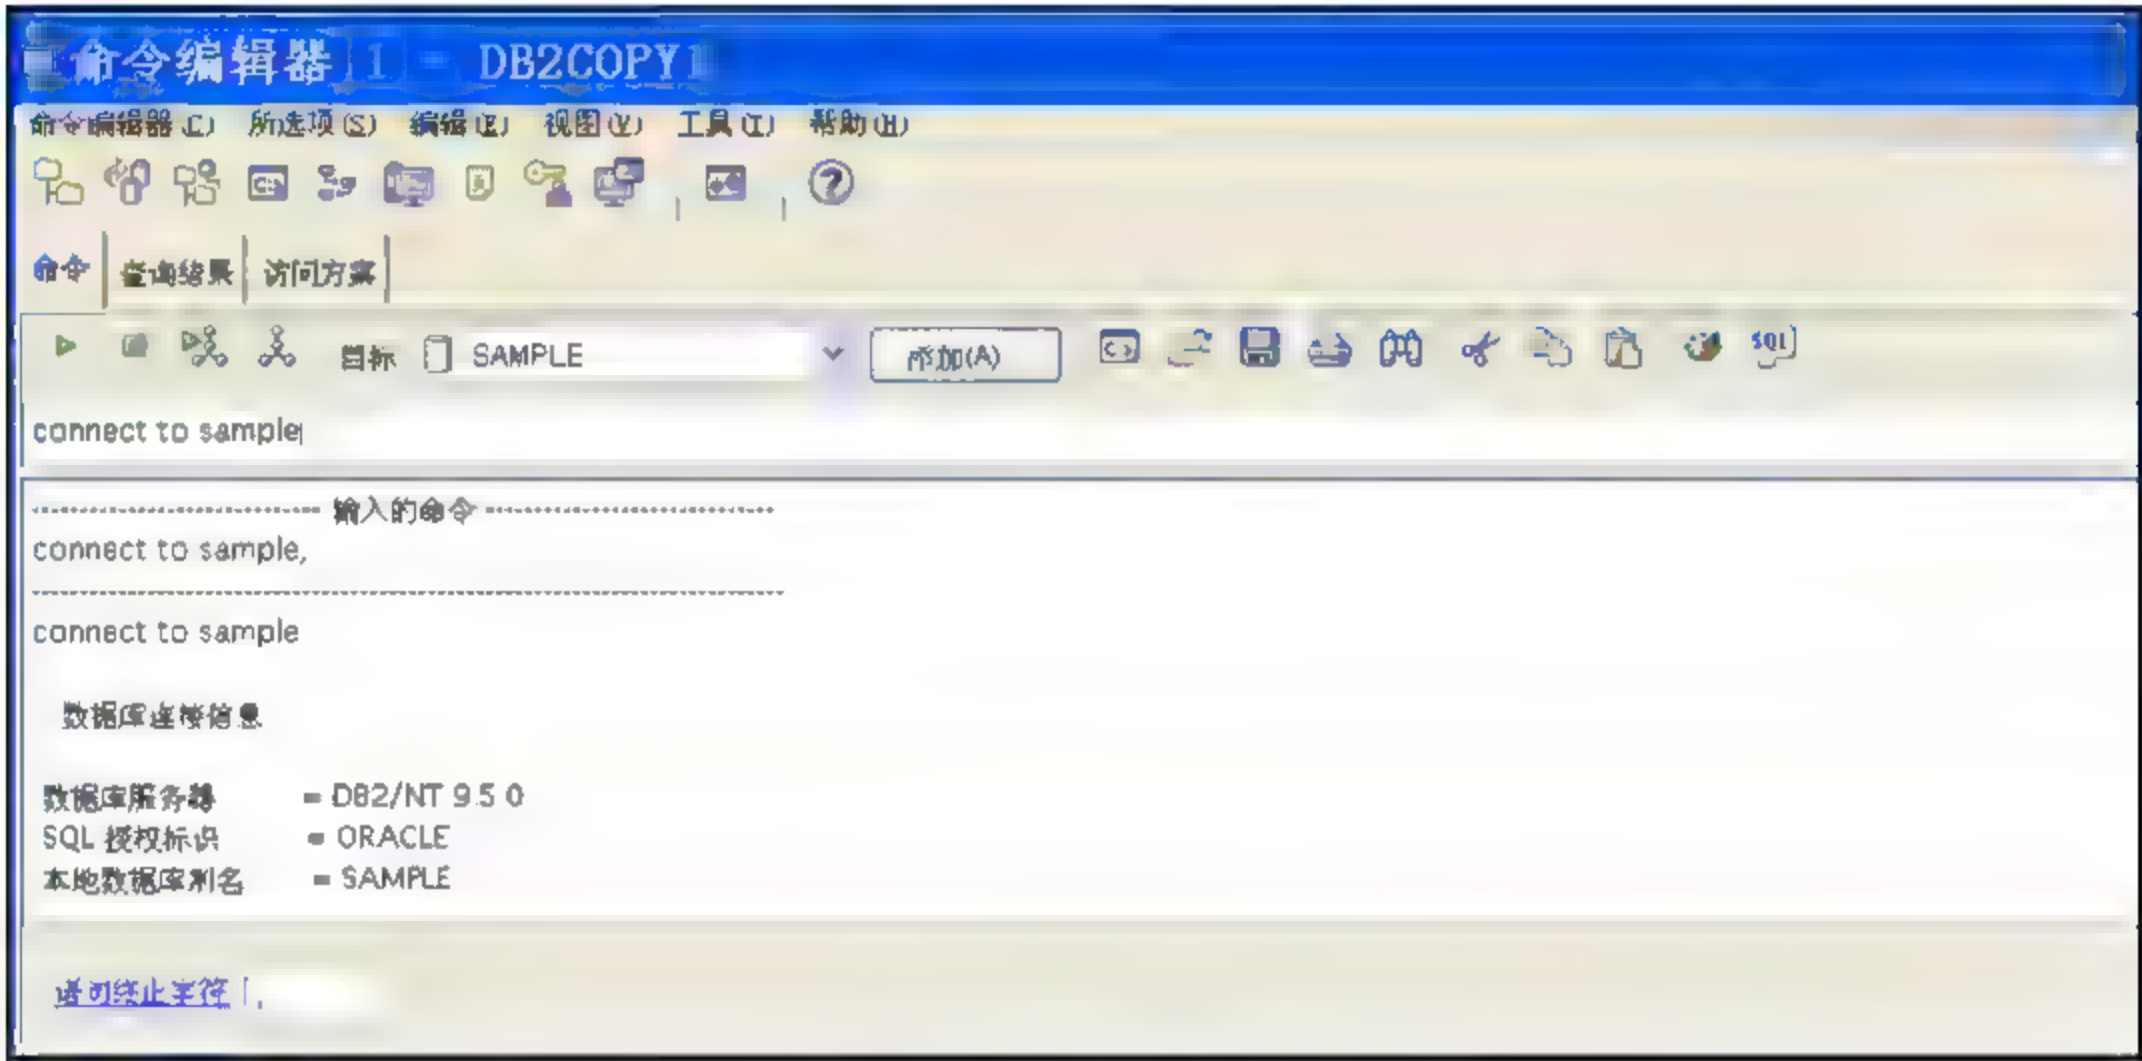 命令编辑器 1 - DB2COPY1
命令编辑器(C) 所选项(S) 编辑(E) 视图(V) 工具(T) 帮助(H)
命令 查询结果 访问方案
目标 SAMPLE 添加(A) SQL
connect to sample
---------------------------- 输入的命令 ----------------------------
connect to sample,
connect to sample
数据库连接信息
数据库服务器 = DB2/NT 9.5.0
SQL 授权标识 = ORACLE
本地数据库别名 = SAMPLE
语句终止字符